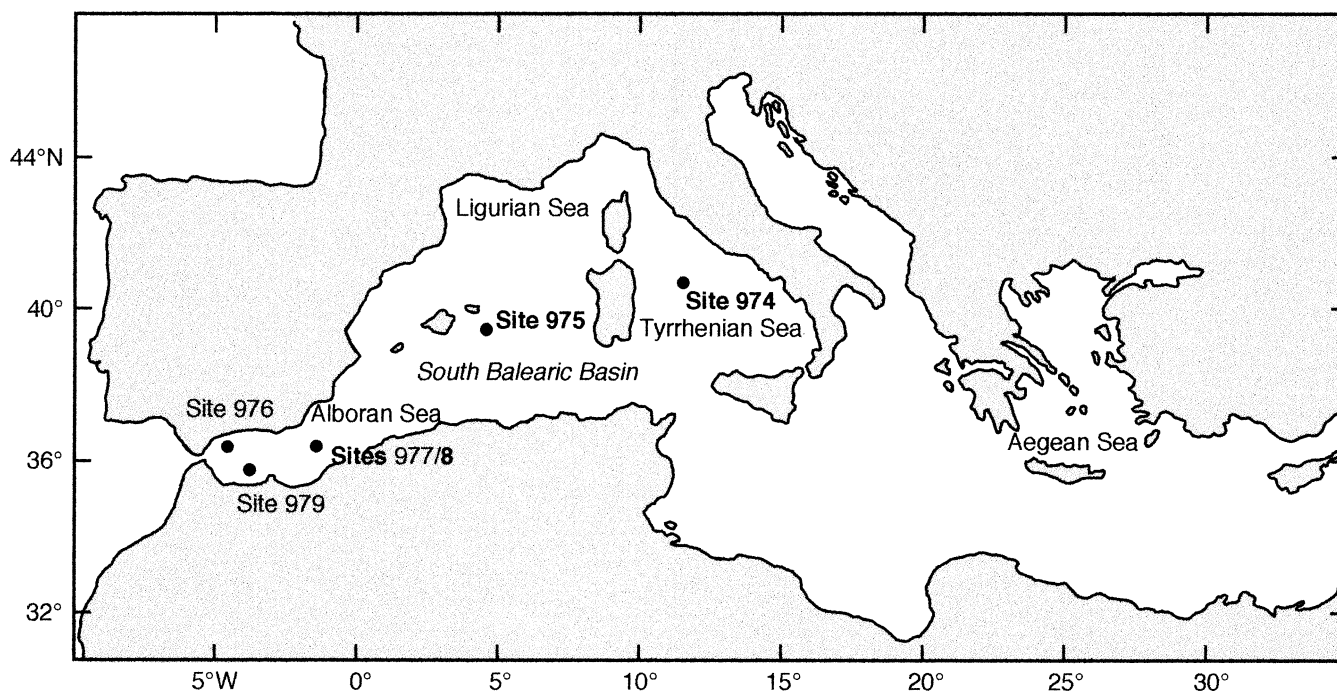 44°N
Ligurian Sea
40°
Site 974
Site 975
Tyrrhenian Sea
South Balearic Basin
Site 976
Alboran Sea
Aegean Sea
36°
Sites 977/8
Site 979
32°
5°W
0°
5°
10°
15°
20°
25°
30°